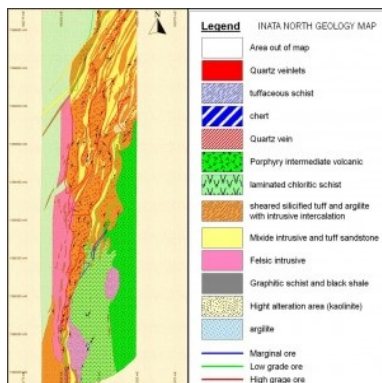 Legend
INATA NORTH GEOLOGY MAP
Area out of map
Quartz veinlets
tuffaceous schist
chert
Quartz vein
Porphyry intermediate volcanic
laminated chloritic schist
sheared silicified tuff and argilite
with intrusive intercalation
Mixide intrusive and tuff sandstone
Felsic intrusive
Graphitic schist and black shale
Hight alteration area (kaolinite)
argilite
Marginal ore
Low grade ore
High grade ore